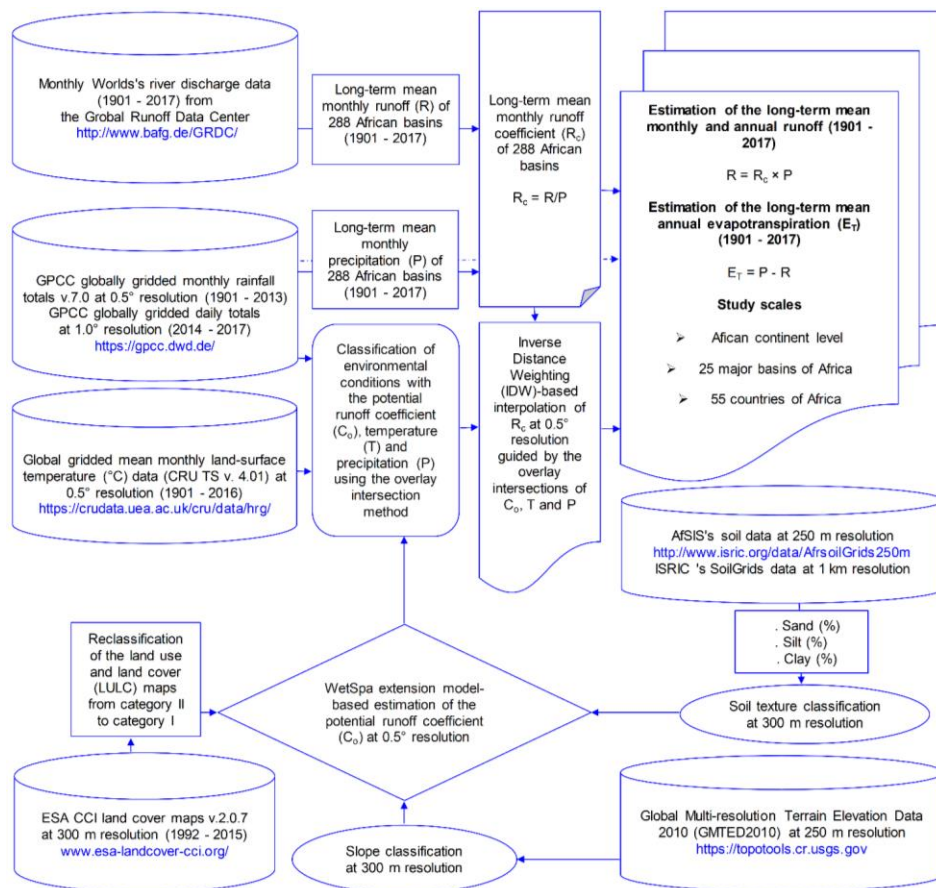 Monthly Worlds's river discharge data
(1901 - 2017) from
the Grobal Runoff Data Center
http://www.bafg.de/GRDC/
Long-term mean
monthly runoff (R) of
288 African basins
(1901 - 2017)
Long-term mean
monthly runoff
coefficient (Rc)
of 288 African
basins
Rc = R/P
Estimation of the long-term mean
monthly and annual runoff (1901 -
2017)
R = Rc × P
Estimation of the long-term mean
annual evapotranspiration (ET)
(1901 - 2017)
ET = P - R
Study scales
➢ Afican continent level
➢ 25 major basins of Africa
➢ 55 countries of Africa
GPCC globally gridded monthly rainfall
totals v.7.0 at 0.5° resolution (1901 - 2013)
GPCC globally gridded daily totals
at 1.0° resolution (2014 - 2017)
https://gpcc.dwd.de/
Long-term mean
monthly
precipitation (P) of
288 African basins
(1901 - 2017)
Classification of
environmental
conditions with
the potential
runoff coefficient
(Co), temperature
(T) and
precipitation (P)
using the overlay
intersection
method
Inverse
Distance
Weighting
(IDW)-based
interpolation of
Rc at 0.5°
resolution
guided by the
overlay
intersections of
Co, T and P
Global gridded mean monthly land-surface
temperature (°C) data (CRU TS v. 4.01) at
0.5° resolution (1901 - 2016)
https://crudata.uea.ac.uk/cru/data/hrg/
AfSIS's soil data at 250 m resolution
http://www.isric.org/data/AfrsoilGrids250m
ISRIC 's SoilGrids data at 1 km resolution
. Sand (%)
. Silt (%)
. Clay (%)
Soil texture classification
at 300 m resolution
Reclassification
of the land use
and land cover
(LULC) maps
from category II
to category I
WetSpa extension model-
based estimation of the
potential runoff coefficient
(Co) at 0.5° resolution
ESA CCI land cover maps v.2.0.7
at 300 m resolution (1992 - 2015)
www.esa-landcover-cci.org/
Slope classification
at 300 m resolution
Global Multi-resolution Terrain Elevation Data
2010 (GMTED2010) at 250 m resolution
https://topotools.cr.usgs.gov